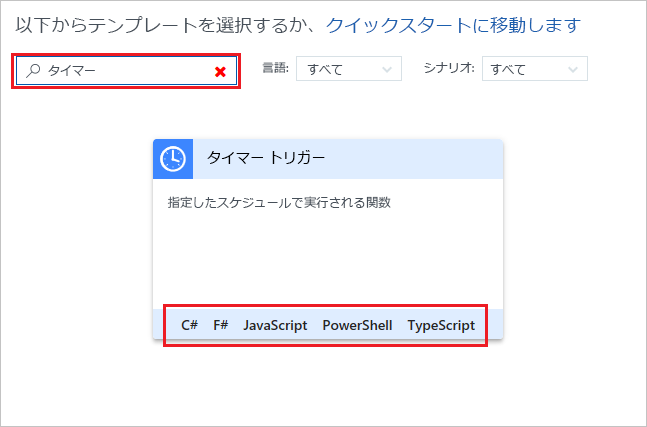 以下からテンプレートを選択するか、クイックスタートに移動します
タイマー 言語: すべて シナリオ: すべて
タイマー トリガー
指定したスケジュールで実行される関数
C# F# JavaScript PowerShell TypeScript